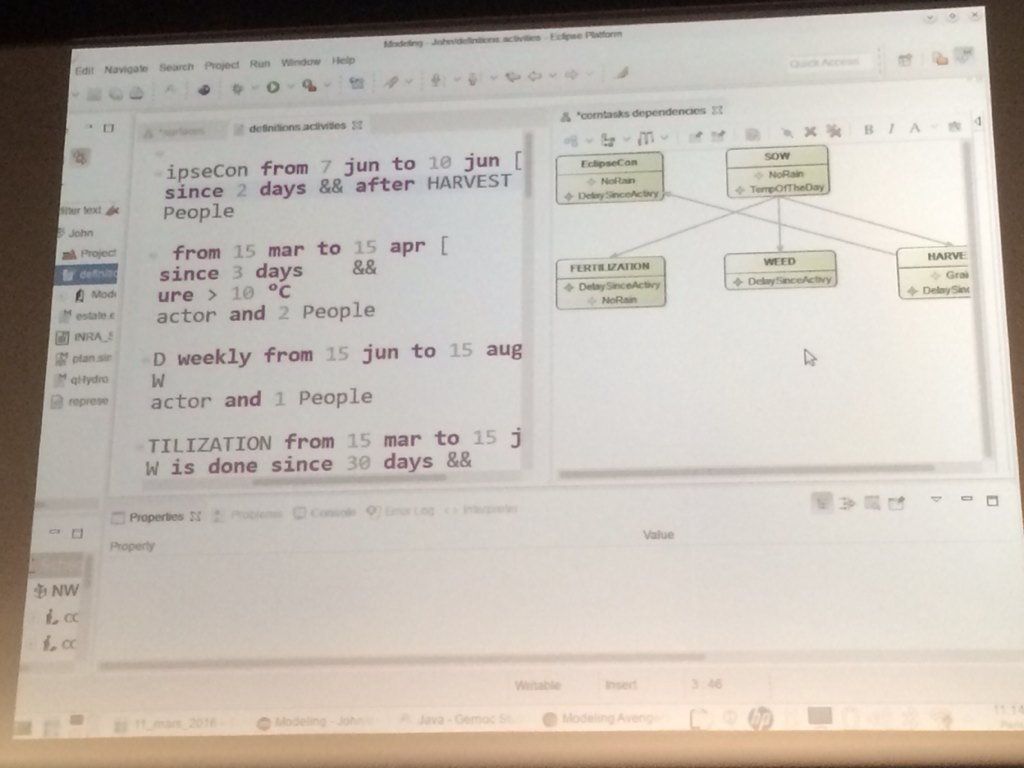 Modeling - John/definitions.activities - Eclipse Platform
Edit Navigate Search Project Run Window Help
Quick Access
definitions.activities
*corntasks dependencies
B I A
ipseCon from 7 jun to 10 jun [
since 2 days && after HARVEST
People
from 15 mar to 15 apr [
since 3 days &&
ure > 10 °C
actor and 2 People
D weekly from 15 jun to 15 aug
W
actor and 1 People
TILIZATION from 15 mar to 15 j
W is done since 30 days &&
EclipseCon
NoRain
DelaySinceActivy
SOW
NoRain
TempOfTheDay
FERTILIZATION
DelaySinceActivy
NoRain
WEED
DelaySinceActivy
HARVE
Grai
DelaySinc
filter text
John
Project
definitio
Mode
estate.e
INRA_S
plan.sir
qHydro
represe
Properties Problems Console Error Log Interpreter
Property Value
NW
CC
CC
Writable Insert 3 : 46
11_mars_2016 Modeling - John Java - Gemoc St Modeling Aveng hp 11:14